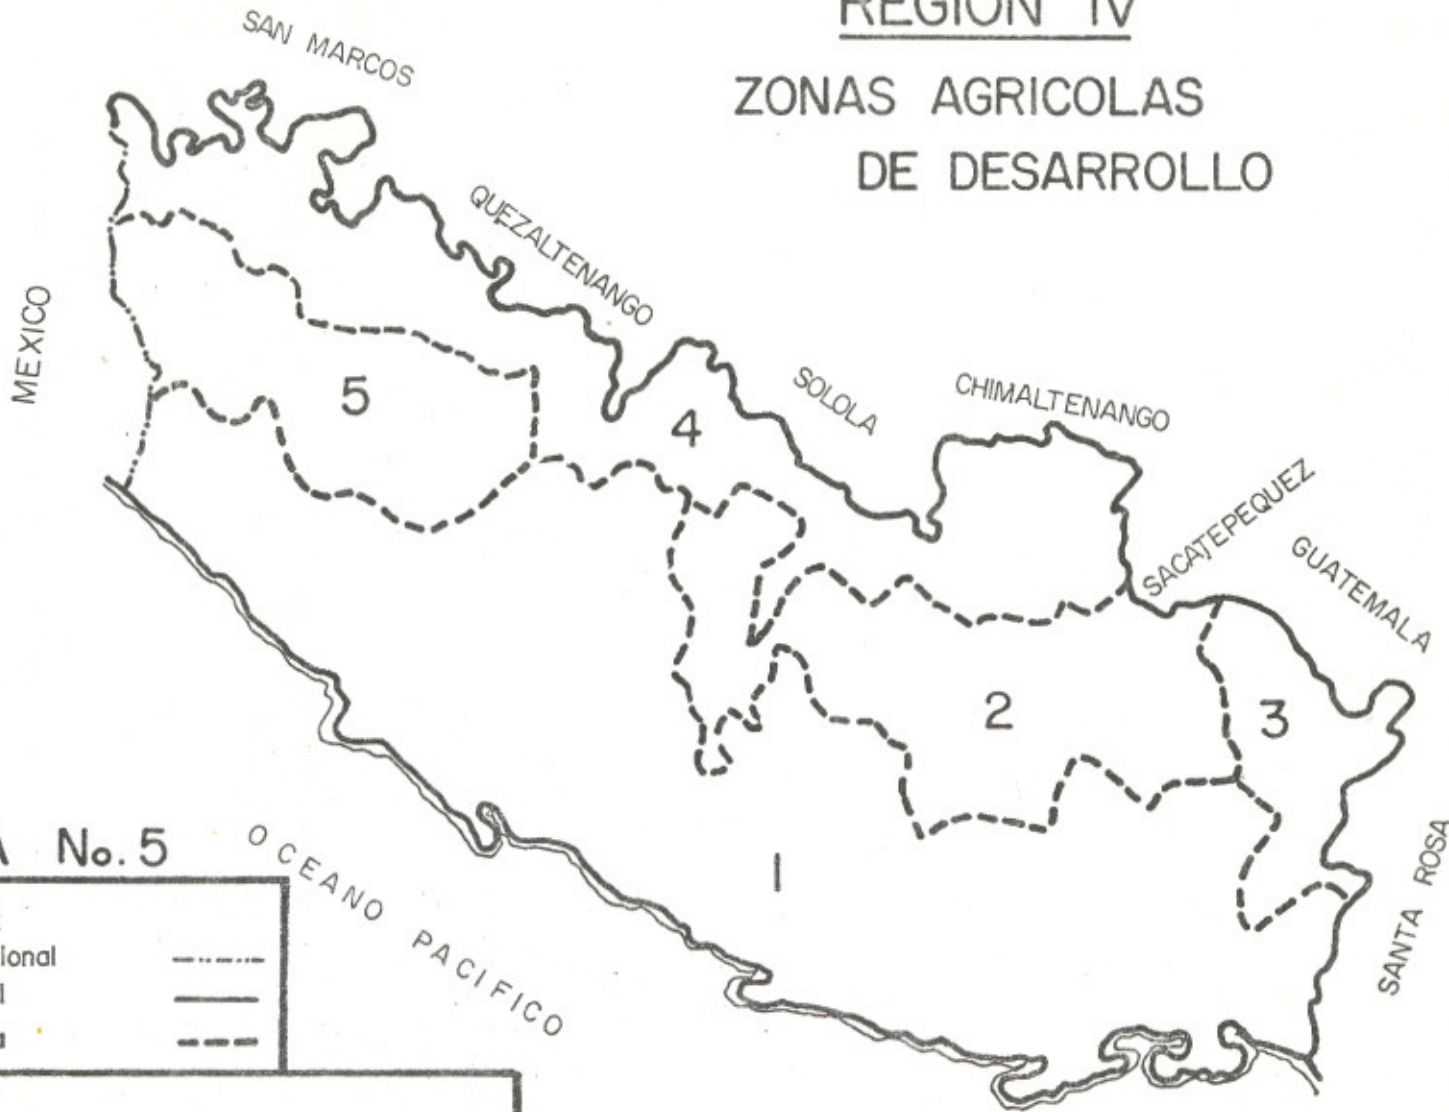 REGION IV
ZONAS AGRICOLAS
DE DESARROLLO
SAN MARCOS
QUEZALTENANGO
MEXICO
SOLOLA
CHIMALTENANGO
SACATEPEQUEZ
GUATEMALA
5
4
2
3
1
SANTA ROSA
OCEANO PACIFICO
No. 5
ional